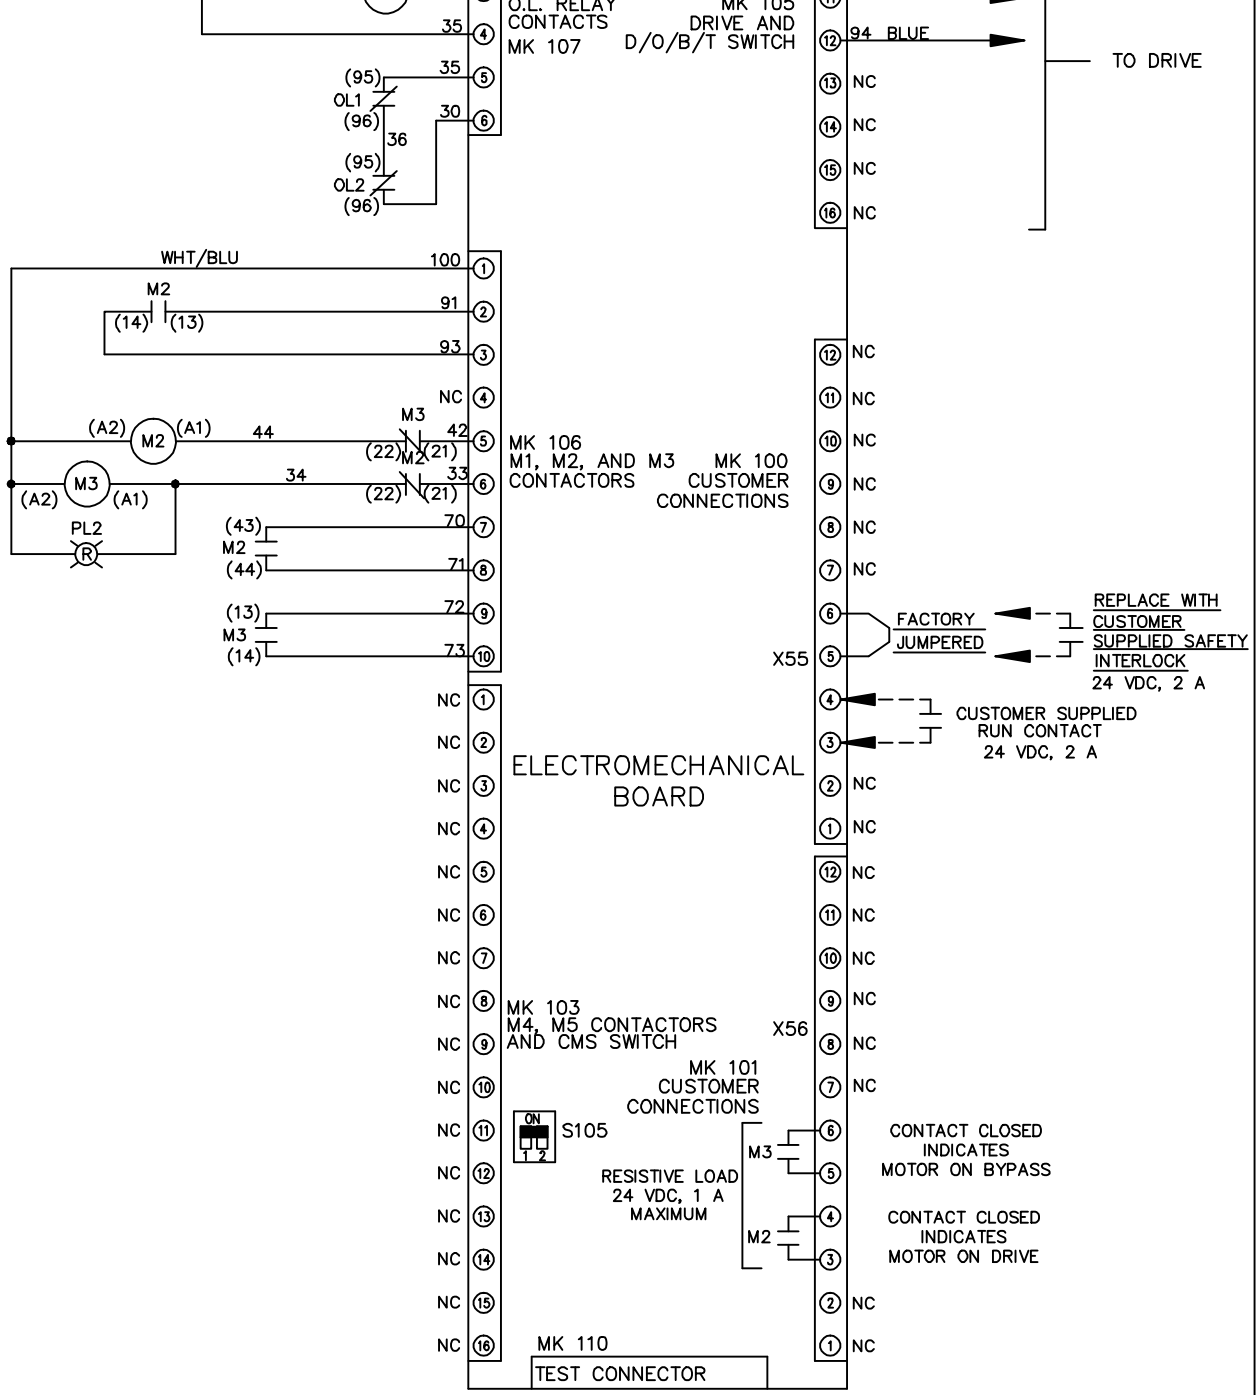 O.L. RELAY
CONTACTS
MK 107
MK 105
DRIVE AND
D/O/B/T SWITCH
35 4
35 5
30 6
(95)
OL1
(96)
36
(95)
OL2
(96)
11
12 94 BLUE
13 NC
14 NC
15 NC
16 NC
TO DRIVE
WHT/BLU 100 1
M2
(14) (13) 91 2
93 3
NC 4
(A2) M2 (A1) 44 M3 (22) (21) 42 5
(A2) M3 (A1) 34 M2 (22) (21) 33 6
PL2
R
(43) 70 7
M2
(44) 71 8
(13) 72 9
M3
(14) 73 10
MK 106
M1, M2, AND M3
CONTACTORS
MK 100
CUSTOMER
CONNECTIONS
12 NC
11 NC
10 NC
9 NC
8 NC
7 NC
6
X55 5
4
3
2 NC
1 NC
FACTORY
JUMPERED
REPLACE WITH
CUSTOMER
SUPPLIED SAFETY
INTERLOCK
24 VDC, 2 A
CUSTOMER SUPPLIED
RUN CONTACT
24 VDC, 2 A
ELECTROMECHANICAL
BOARD
NC 1
NC 2
NC 3
NC 4
NC 5
NC 6
NC 7
NC 8
NC 9
NC 10
NC 11
NC 12
NC 13
NC 14
NC 15
NC 16
MK 103
M4, M5 CONTACTORS
AND CMS SWITCH
ON
1 2
S105
12 NC
11 NC
10 NC
9 NC
X56
8 NC
7 NC
6
5
4
3
2 NC
1 NC
MK 101
CUSTOMER
CONNECTIONS
M3
RESISTIVE LOAD
24 VDC, 1 A
MAXIMUM
M2
CONTACT CLOSED
INDICATES
MOTOR ON BYPASS
CONTACT CLOSED
INDICATES
MOTOR ON DRIVE
MK 110
TEST CONNECTOR